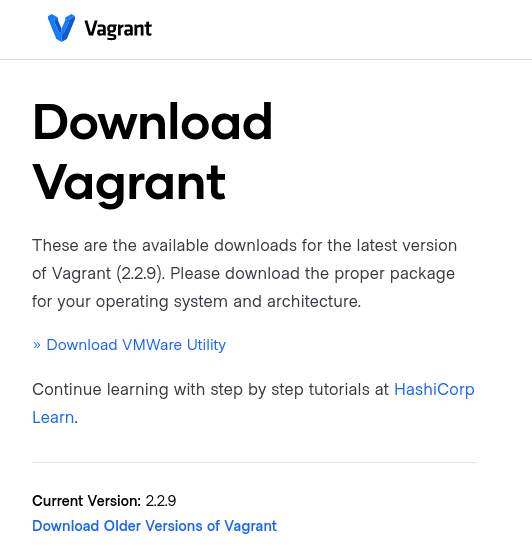 Vagrant
Download
Vagrant
These are the available downloads for the latest version
of Vagrant (2.2.9). Please download the proper package
for your operating system and architecture.
» Download VMWare Utility
Continue learning with step by step tutorials at HashiCorp
Learn.
Current Version: 2.2.9
Download Older Versions of Vagrant